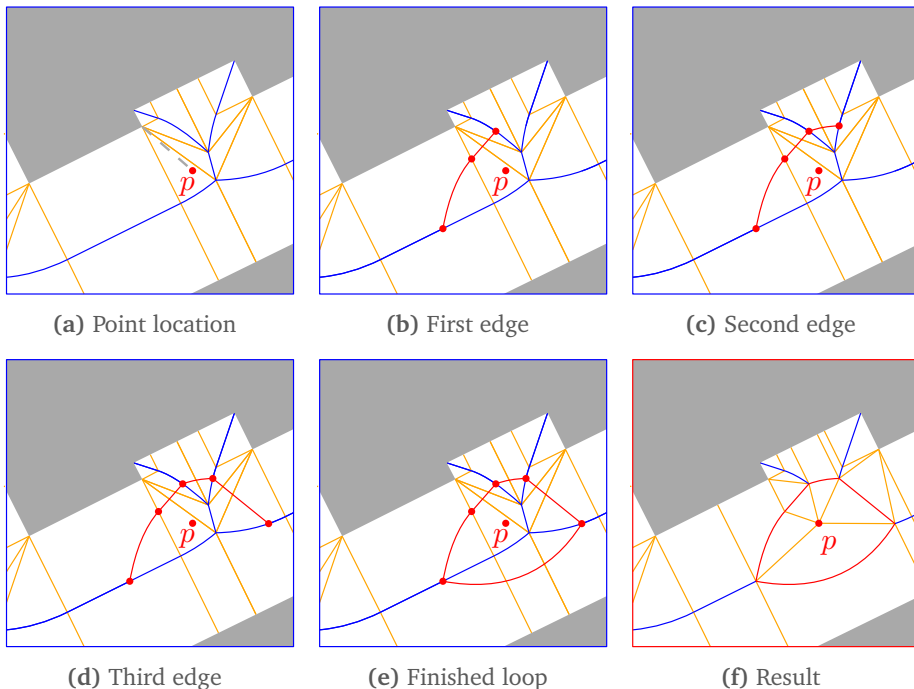 p
p
p
(a) Point location
(b) First edge
(c) Second edge
p
p
p
(d) Third edge
(e) Finished loop
(f) Result